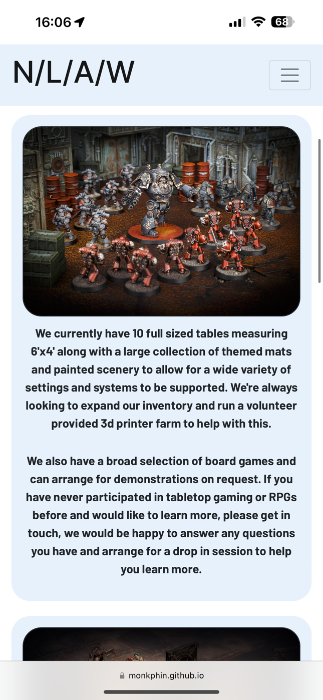 16:06
68
N/L/A/W
We currently have 10 full sized tables measuring
6'x4' along with a large collection of themed mats
and painted scenery to allow for a wide variety of
settings and systems to be supported. We're always
looking to expand our inventory and run a volunteer
provided 3d printer farm to help with this.
We also have a broad selection of board games and
can arrange for demonstrations on request. If you
have never participated in tabletop gaming or RPGs
before and would like to learn more, please get in
touch, we would be happy to answer any questions
you have and arrange for a drop in session to help
you learn more.
monkphin.github.io